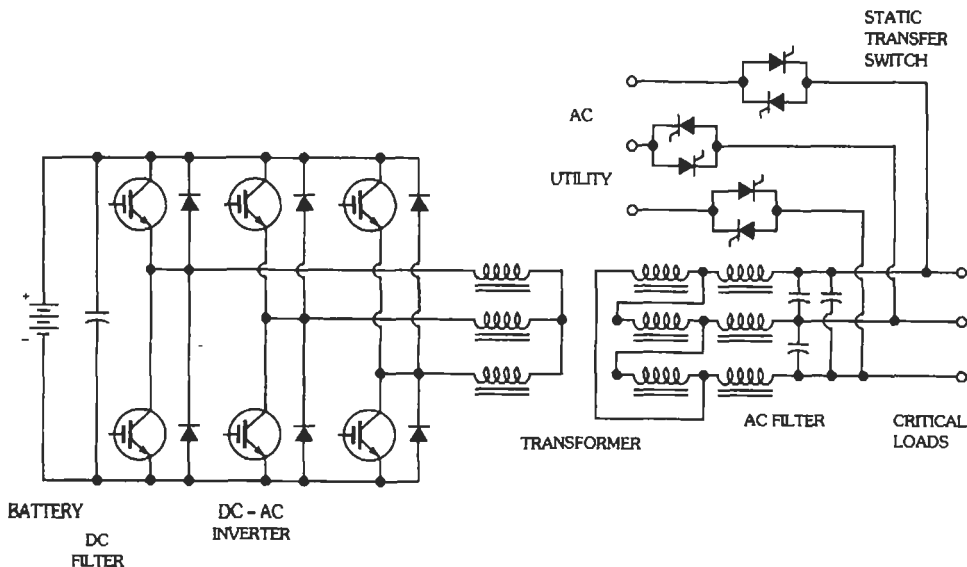 STATIC
TRANSFER
SWITCH
AC
UTILITY
+
−
TRANSFORMER
AC FILTER
CRITICAL
LOADS
BATTERY
DC
FILTER
DC – AC
INVERTER